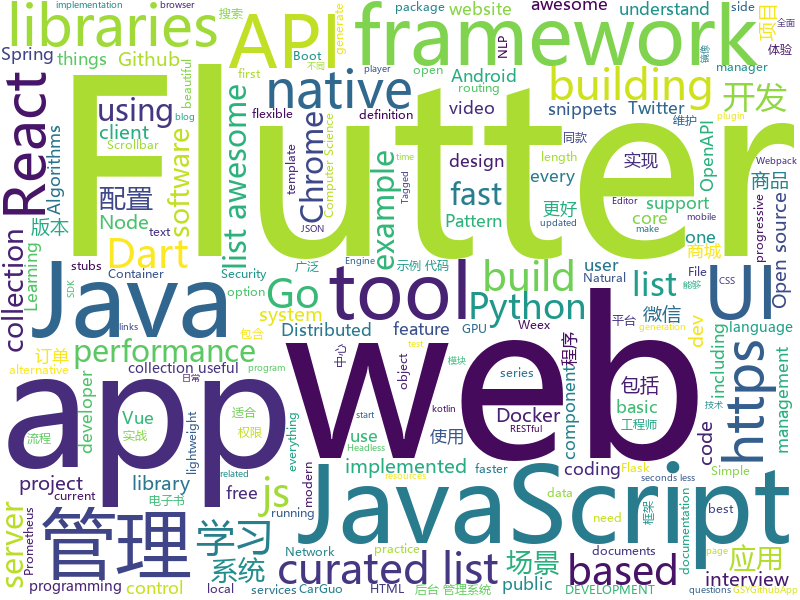 libraries
API
framework
Flutter
Spring
Github
things
React
using
native
building
website
awesome
understand
搜索
package
side
browser
implementation
项目
NLP
generate
manager
全面
Boot
不同
player
open
Android
routing
体验
beautiful
first
flexible
blog
Scrollbar
client
video
Twitter
snippets
开发
维护
plugin
definition
template
Chrome
Algorithms
software
配置
Node
Computer Science
Tagged
time
design
every
同款
实现
length
Webpack
OpenAPI
版本
Dart
example
fast
商品
list awesome
text
JSON
Pattern
更好
support
core
progressive
mobile
Editor
updated
make
collection
Learning
stubs
Container
Security
Java
tool
build
user
one
商城
Open source
Engine
广泛
示例 代码
Natural
File
CSS
能够
SDK
option
Go
Python
list
UI
links
system
Distributed
feature
GPU
Weex
平台
微信
dev
language
订单
包含
alternative
performance
日常
中心
object
test
generation
模块
including
https
app
web
program
collection useful
程序
series
developer
lightweight
Vue
适合
Docker
component
包括
basic
management
流程
实战
权限
everything
RESTful
kotlin
start
工程师
技术
project
library
use
implemented
使用
code
modern
coding
Flask
Simple
faster
框架
seconds less
current
电子书
free
js
JavaScript
data
best
server
Prometheus
管理
学习
running
related
Headless
need
resources
Network
practice
documents
documentation
page
系统
curated list
场景
based
应用
programming
control
local
services
CarGuo
HTML
public
DEVELOPMENT
interview
questions
后台 管理系统
GSYGithubApp